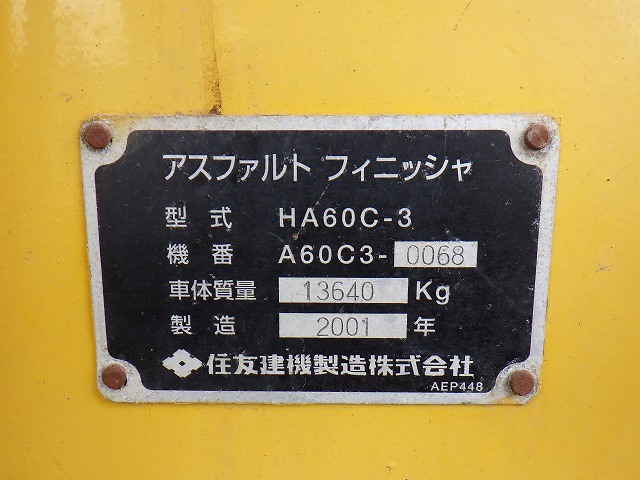 アスファルト フィニッシャ
型式 HA60C-3
機番 A60C3-0068
車体質量 13640 Kg
製造 2001 年
住友建機製造株式会社
AEP448